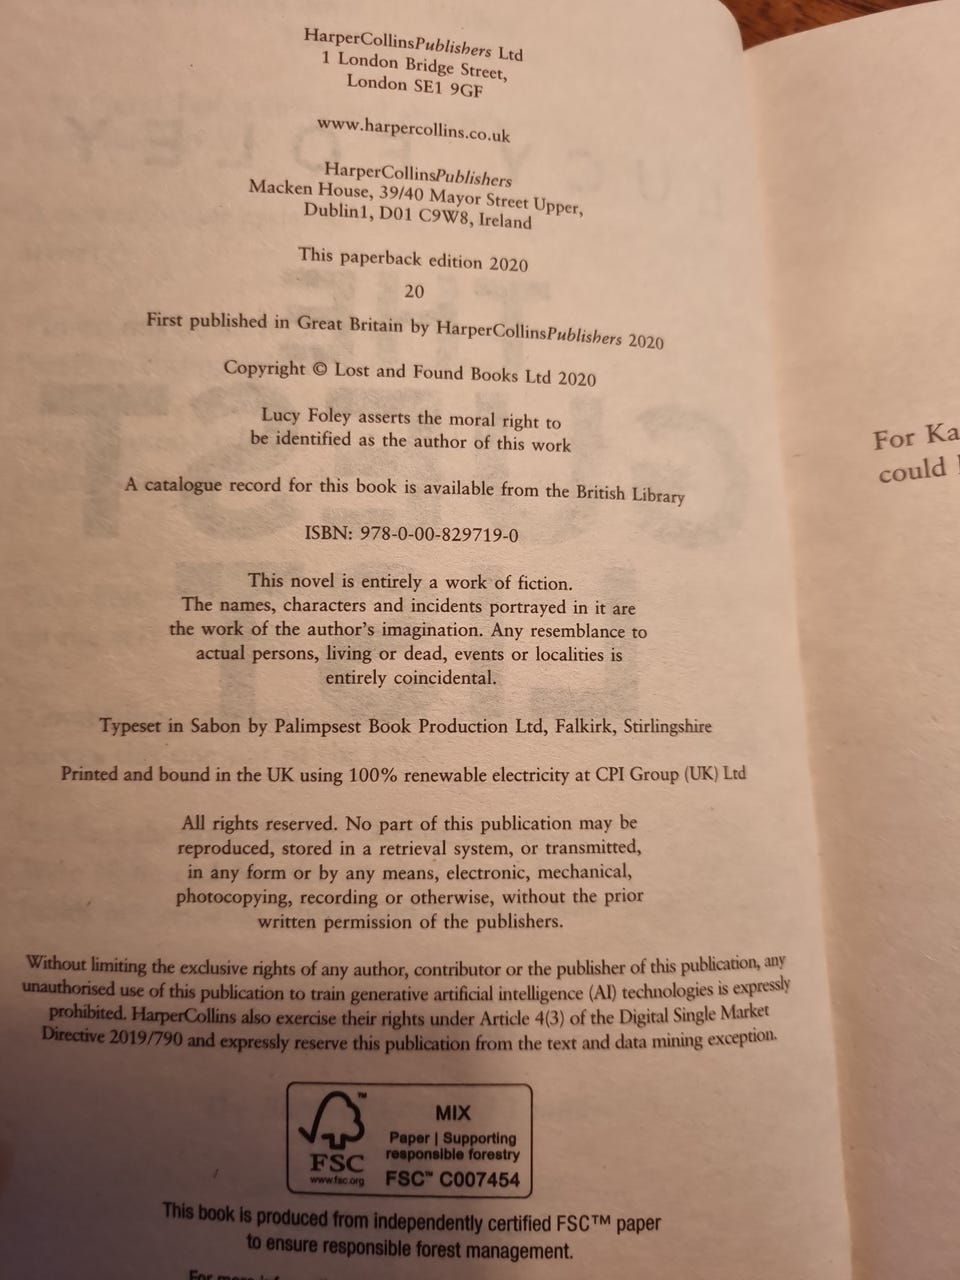 HarperCollinsPublishers Ltd
1 London Bridge Street,
London SE1 9GF
www.harpercollins.co.uk
HarperCollinsPublishers
Macken House, 39/40 Mayor Street Upper,
Dublin1, D01 C9W8, Ireland
This paperback edition 2020
20
First published in Great Britain by HarperCollinsPublishers 2020
Copyright © Lost and Found Books Ltd 2020
Lucy Foley asserts the moral right to
be identified as the author of this work
A catalogue record for this book is available from the British Library
ISBN: 978-0-00-829719-0
This novel is entirely a work of fiction.
The names, characters and incidents portrayed in it are
the work of the author's imagination. Any resemblance to
actual persons, living or dead, events or localities is
entirely coincidental.
Typeset in Sabon by Palimpsest Book Production Ltd, Falkirk, Stirlingshire
Printed and bound in the UK using 100% renewable electricity at CPI Group (UK) Ltd
All rights reserved. No part of this publication may be
reproduced, stored in a retrieval system, or transmitted,
in any form or by any means, electronic, mechanical,
photocopying, recording or otherwise, without the prior
written permission of the publishers.
Without limiting the exclusive rights of any author, contributor or the publisher of this publication, any
unauthorised use of this publication to train generative artificial intelligence (AI) technologies is expressly
prohibited. HarperCollins also exercise their rights under Article 4(3) of the Digital Single Market
Directive 2019/790 and expressly reserve this publication from the text and data mining exception.
FSC
www.fsc.org
MIX
Paper | Supporting
responsible forestry
FSC™ C007454
This book is produced from independently certified FSC™ paper
to ensure responsible forest management.
For more
For Ka
could